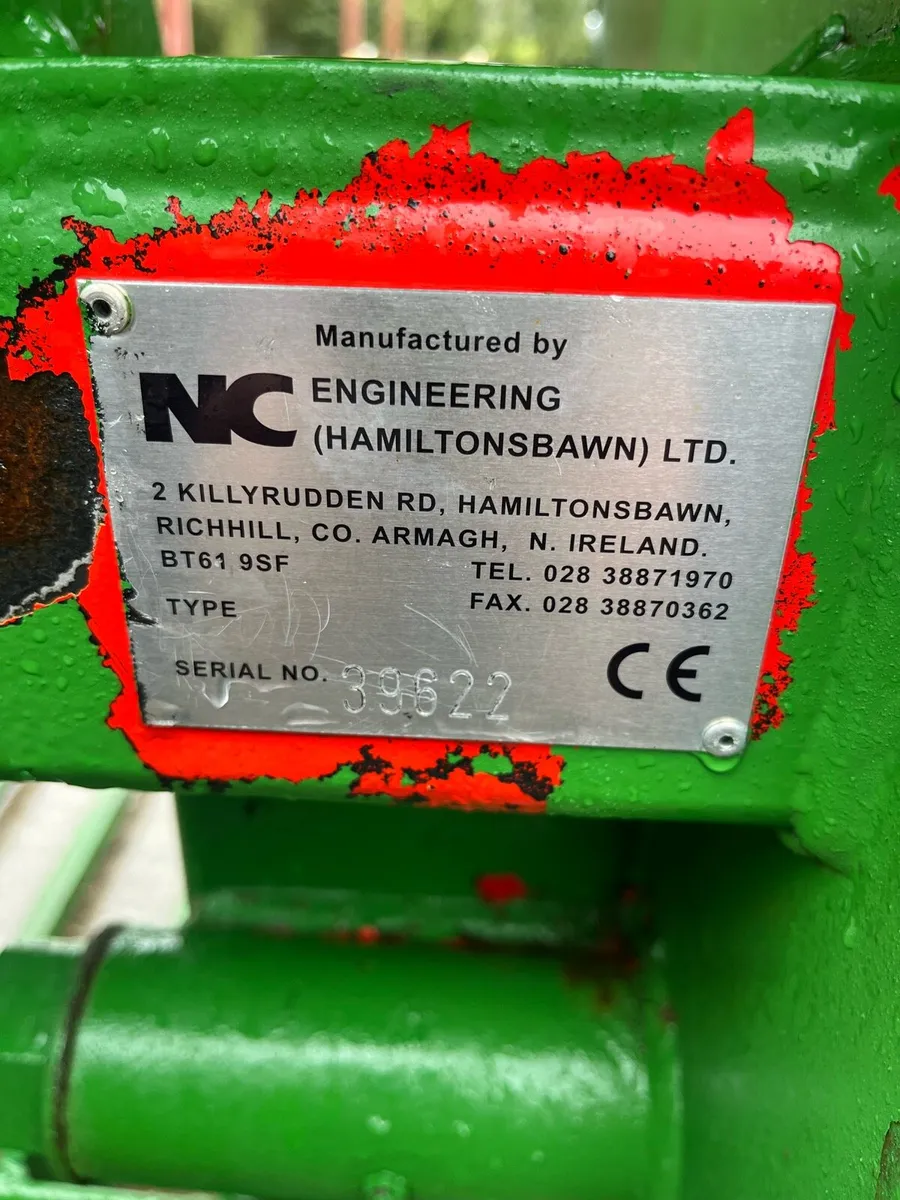 Manufactured by
NC ENGINEERING
(HAMILTONSBAWN) LTD.
2 KILLYRUDDEN RD, HAMILTONSBAWN,
RICHHILL, CO. ARMAGH, N. IRELAND.
BT61 9SF TEL. 028 38871970
TYPE FAX. 028 38870362
SERIAL NO. 39622 CE